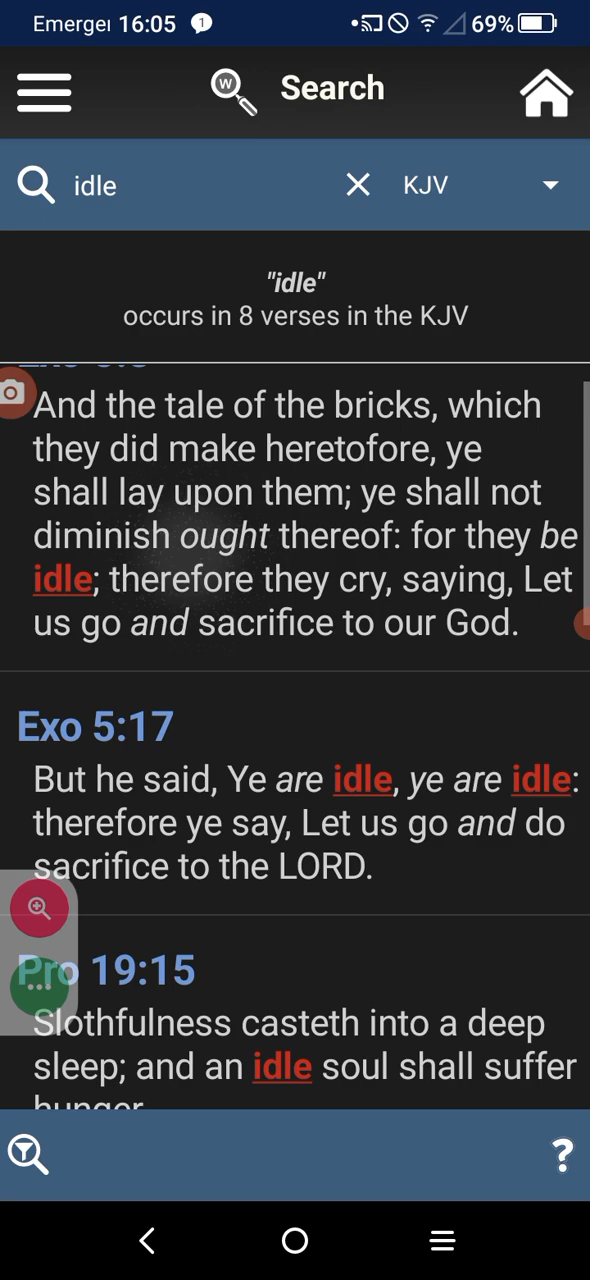 Emerger 16:05 1 69%
W Search
idle KJV
"idle"
occurs in 8 verses in the KJV
And the tale of the bricks, which
they did make heretofore, ye
shall lay upon them; ye shall not
diminish ought thereof: for they be
idle; therefore they cry, saying, Let
us go and sacrifice to our God.
Exo 5:17
But he said, Ye are idle, ye are idle:
therefore ye say, Let us go and do
sacrifice to the LORD.
Pro 19:15
Slothfulness casteth into a deep
sleep; and an idle soul shall suffer
hunger
?